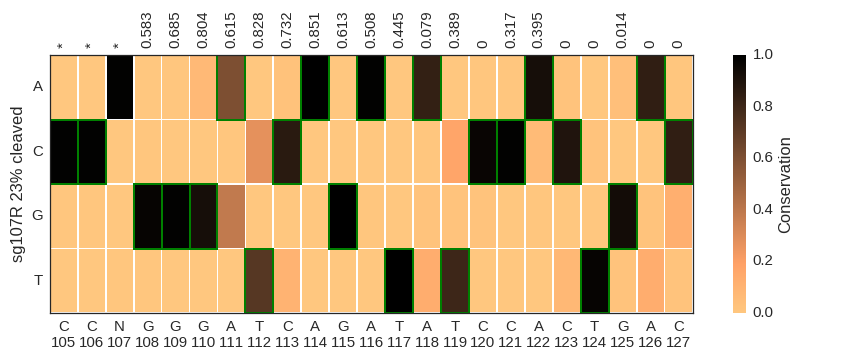 * * * 0.583 0.685 0.804 0.615 0.828 0.732 0.851 0.613 0.508 0.445 0.079 0.389 0 0.317 0.395 0 0 0.014 0 0
sg107R 23% cleaved
A
C
G
T
C C N G G G A T C A G A T A T C C A C T G A C
105 106 107 108 109 110 111 112 113 114 115 116 117 118 119 120 121 122 123 124 125 126 127
1.0
0.8
0.6
0.4
0.2
0.0
Conservation